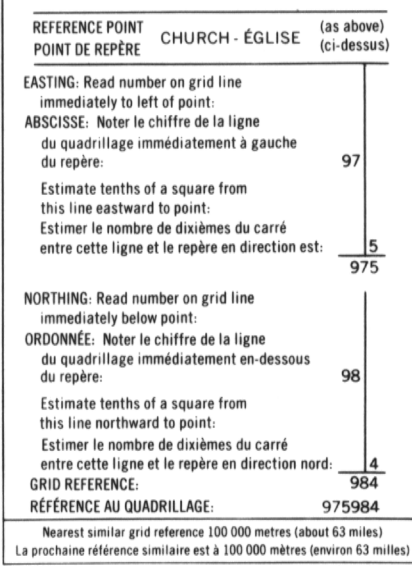 REFERENCE POINT
POINT DE REPÈRE
CHURCH - ÉGLISE
(as above)
(ci-dessus)
EASTING: Read number on grid line
immediately to left of point:
ABSCISSE: Noter le chiffre de la ligne
du quadrillage immédiatement à gauche
du repère: 97
Estimate tenths of a square from
this line eastward to point:
Estimer le nombre de dixièmes du carré
entre cette ligne et le repère en direction est: 5
975
NORTHING: Read number on grid line
immediately below point:
ORDONNÉE: Noter le chiffre de la ligne
du quadrillage immédiatement en-dessous
du repère: 98
Estimate tenths of a square from
this line northward to point:
Estimer le nombre de dixièmes du carré
entre cette ligne et le repère en direction nord: 4
GRID REFERENCE: 984
RÉFÉRENCE AU QUADRILLAGE: 975984
Nearest similar grid reference 100 000 metres (about 63 miles)
La prochaine référence similaire est à 100 000 mètres (environ 63 milles)